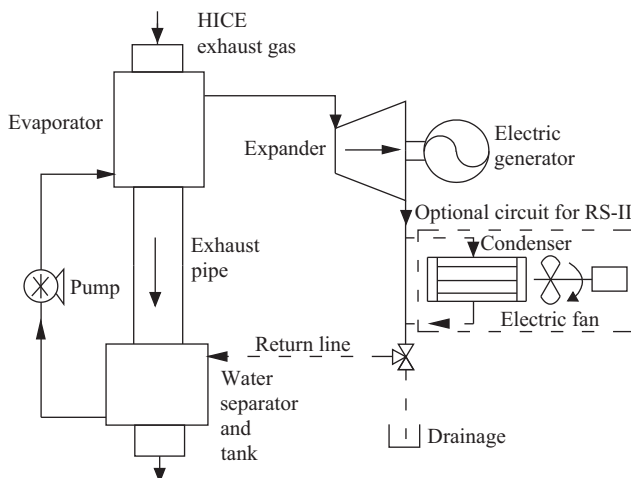 HICE
exhaust gas
Evaporator
Expander
Electric
generator
Optional circuit for RS-II
Condenser
Exhaust
pipe
Pump
Electric fan
Return line
Water
separator
and
tank
Drainage